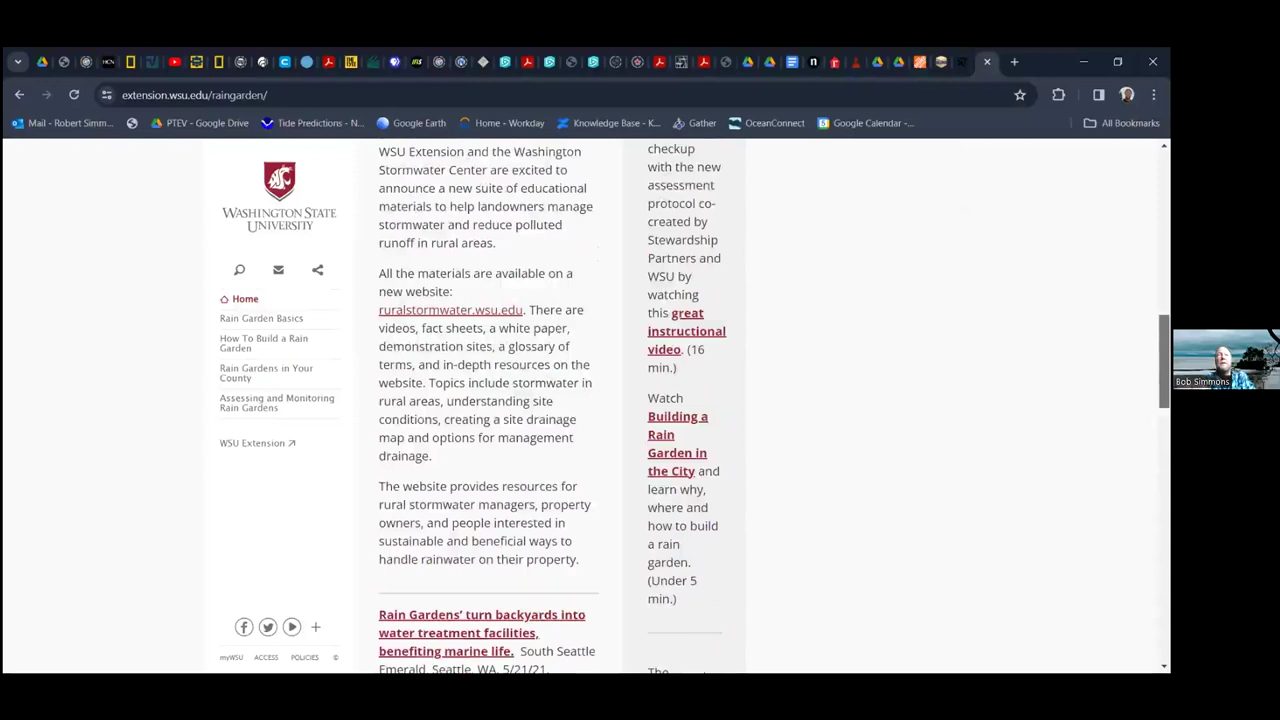 HCN
extension.wsu.edu/raingarden/
Mail - Robert Simm...
PTEV - Google Drive
Tide Predictions - N...
Google Earth
Home - Workday
Knowledge Base - K...
Gather
OceanConnect
Google Calendar -...
All Bookmarks
WASHINGTON STATE
UNIVERSITY
Home
Rain Garden Basics
How To Build a Rain
Garden
Rain Gardens in Your
County
Assessing and Monitoring
Rain Gardens
WSU Extension
myWSU
ACCESS
POLICIES
©
WSU Extension and the Washington
Stormwater Center are excited to
announce a new suite of educational
materials to help landowners manage
stormwater and reduce polluted
runoff in rural areas.
All the materials are available on a
new website:
ruralstormwater.wsu.edu. There are
videos, fact sheets, a white paper,
demonstration sites, a glossary of
terms, and in-depth resources on the
website. Topics include stormwater in
rural areas, understanding site
conditions, creating a site drainage
map and options for management
drainage.
The website provides resources for
rural stormwater managers, property
owners, and people interested in
sustainable and beneficial ways to
handle rainwater on their property.
Rain Gardens' turn backyards into
water treatment facilities,
benefiting marine life. South Seattle
Emerald, Seattle, WA, 5/21/21.
checkup
with the new
assessment
protocol co-
created by
Stewardship
Partners and
WSU by
watching
this great
instructional
video. (16
min.)
Watch
Building a
Rain
Garden in
the City and
learn why,
where and
how to build
a rain
garden.
(Under 5
min.)
The
Bob Simmons